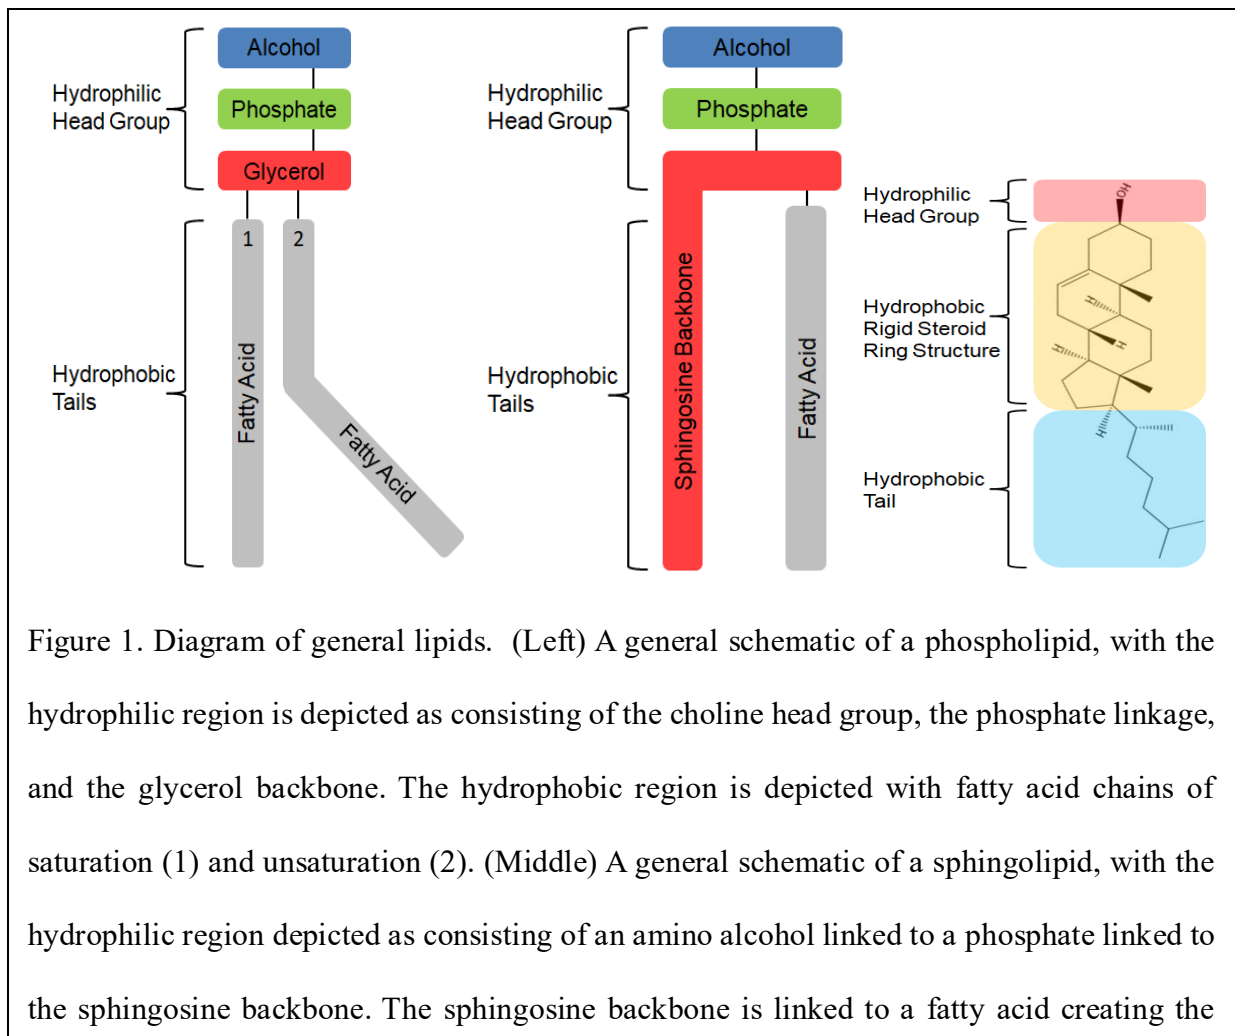 Alcohol
Hydrophilic
Head Group
Phosphate
Glycerol
1
2
Hydrophobic
Tails
Fatty Acid
Fatty Acid
Alcohol
Hydrophilic
Head Group
Phosphate
Hydrophobic
Tails
Sphingosine Backbone
Fatty Acid
Hydrophilic
Head Group
OH
Hydrophobic
Rigid Steroid
Ring Structure
H
H
H
H
Hydrophobic
Tail
Figure 1. Diagram of general lipids. (Left) A general schematic of a phospholipid, with the
hydrophilic region is depicted as consisting of the choline head group, the phosphate linkage,
and the glycerol backbone. The hydrophobic region is depicted with fatty acid chains of
saturation (1) and unsaturation (2). (Middle) A general schematic of a sphingolipid, with the
hydrophilic region depicted as consisting of an amino alcohol linked to a phosphate linked to
the sphingosine backbone. The sphingosine backbone is linked to a fatty acid creating the